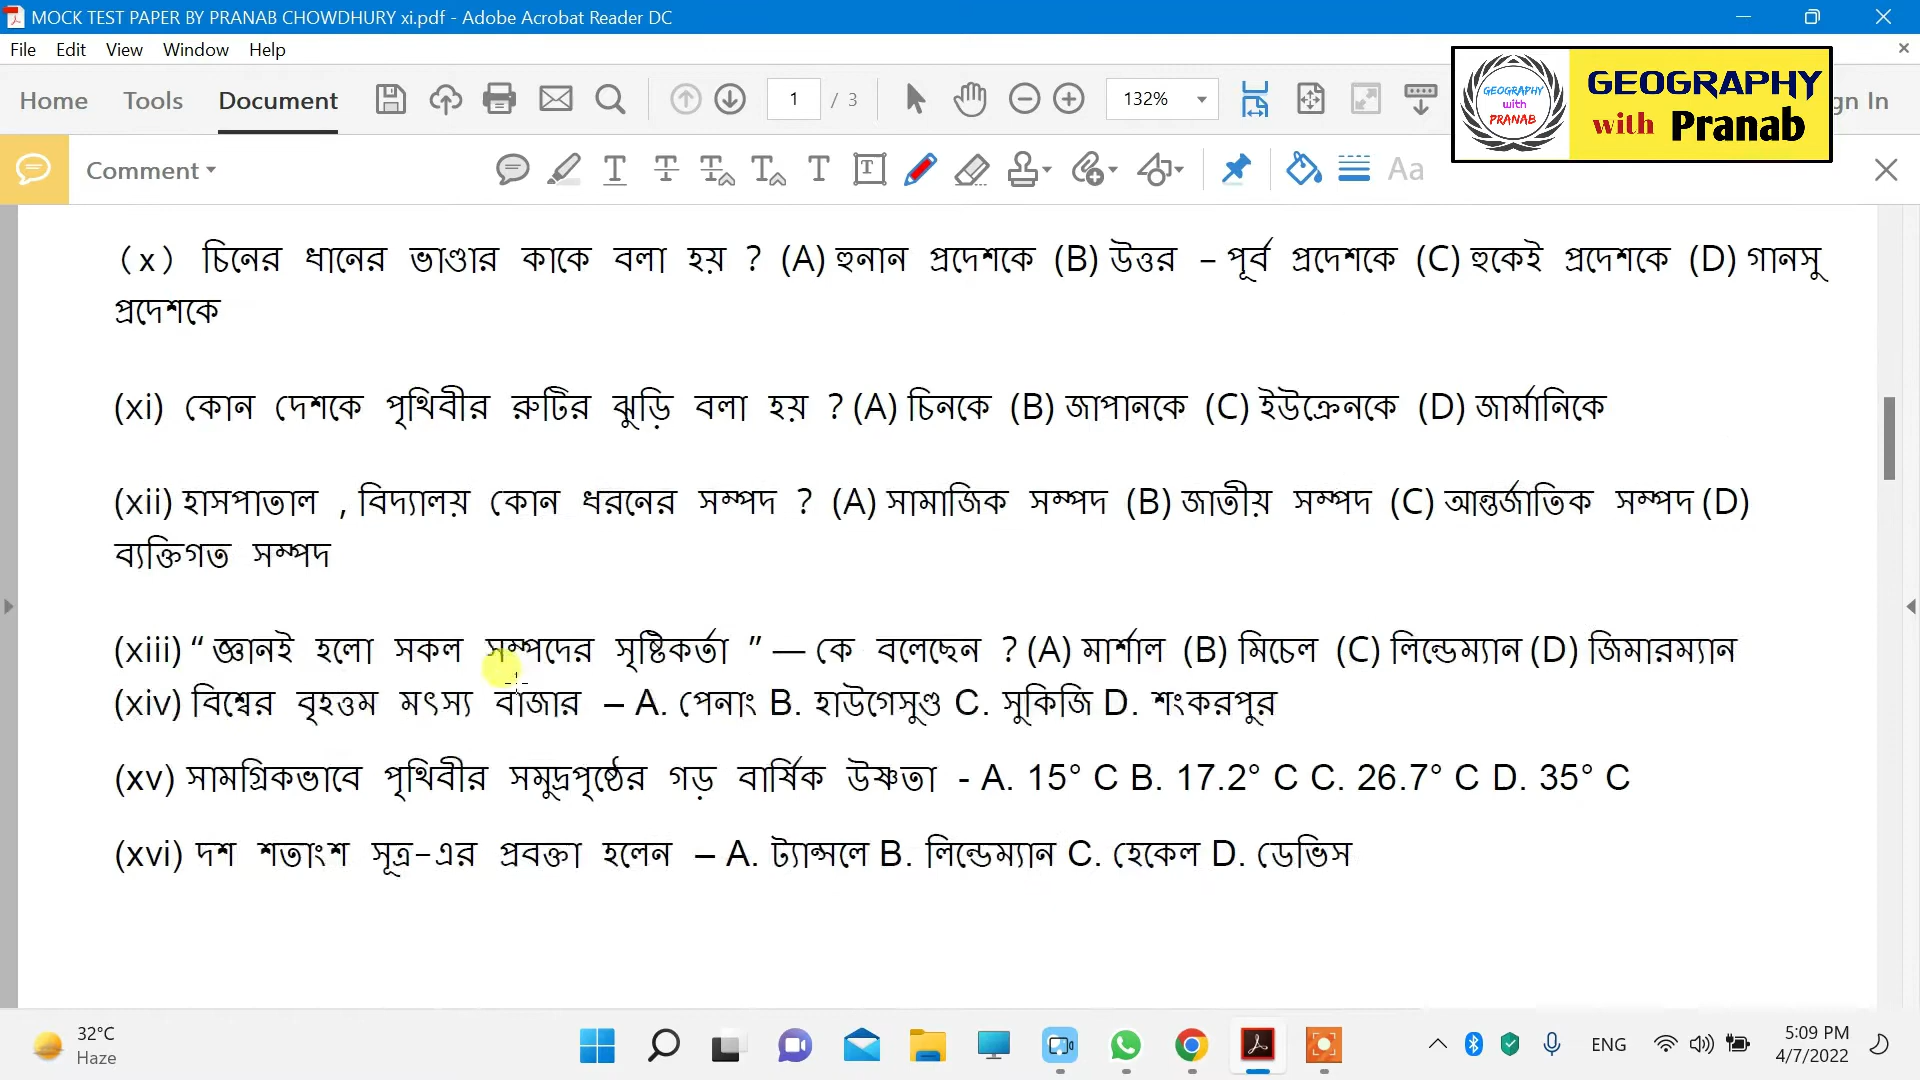 MOCK TEST PAPER BY PRANAB CHOWDHURY xi.pdf - Adobe Acrobat Reader DC
File Edit View Window Help
Home Tools Document 1 / 3 132% gn In
GEOGRAPHY with PRANAB
GEOGRAPHY
with Pranab
Comment Aa
(x) চিনের ধানের ভাণ্ডার কাকে বলা হয় ? (A) হুনান প্রদেশকে (B) উত্তর – পূর্ব প্রদেশকে (C) হুকেই প্রদেশকে (D) গানসু
প্রদেশকে
(xi) কোন দেশকে পৃথিবীর রুটির ঝুড়ি বলা হয় ? (A) চিনকে (B) জাপানকে (C) ইউক্রেনকে (D) জার্মানিকে
(xii) হাসপাতাল , বিদ্যালয় কোন ধরনের সম্পদ ? (A) সামাজিক সম্পদ (B) জাতীয় সম্পদ (C) আন্তর্জাতিক সম্পদ (D)
ব্যক্তিগত সম্পদ
(xiii) “ জ্ঞানই হলো সকল সম্পদের সৃষ্টিকর্তা ” — কে বলেছেন ? (A) মার্শাল (B) মিচেল (C) লিন্ডেম্যান (D) জিমারম্যান
(xiv) বিশ্বের বৃহত্তম মৎস্য বাজার – A. পেনাং B. হাউগেসুণ্ড C. সুকিজি D. শংকরপুর
(xv) সামগ্রিকভাবে পৃথিবীর সমুদ্রপৃষ্ঠের গড় বার্ষিক উষ্ণতা - A. 15° C B. 17.2° C C. 26.7° C D. 35° C
(xvi) দশ শতাংশ সূত্র-এর প্রবক্তা হলেন – A. ট্যান্সলে B. লিন্ডেম্যান C. হেকেল D. ডেভিস
32°C
Haze
ENG
5:09 PM
4/7/2022